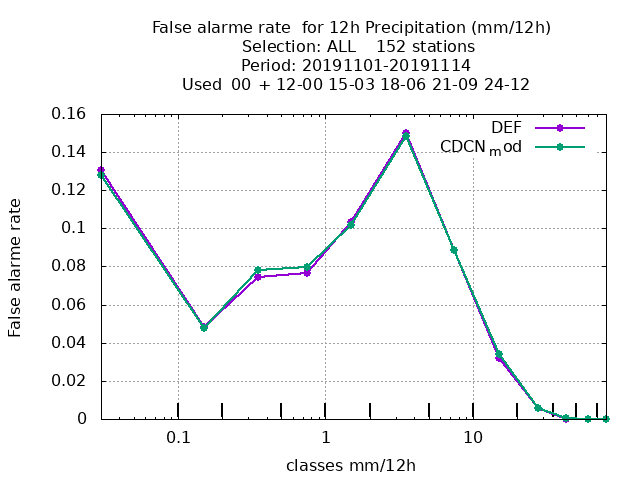 False alarme rate  for 12h Precipitation (mm/12h)
Selection: ALL    152 stations
Period: 20191101-20191114
Used  00  + 12-00 15-03 18-06 21-09 24-12
0.16
0.14
0.12
0.1
0.08
0.06
0.04
0.02
0
False alarme rate
DEF
CDCNmod
0.1
1
10
classes mm/12h